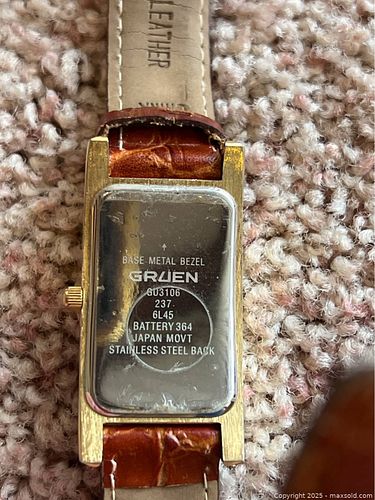 LEATHER
CHINA
BASE METAL BEZEL
GRUEN
GU3106
237
6L45
BATTERY 364
JAPAN MOVT
STAINLESS STEEL BACK
Copyright 2025 - maxsold.com